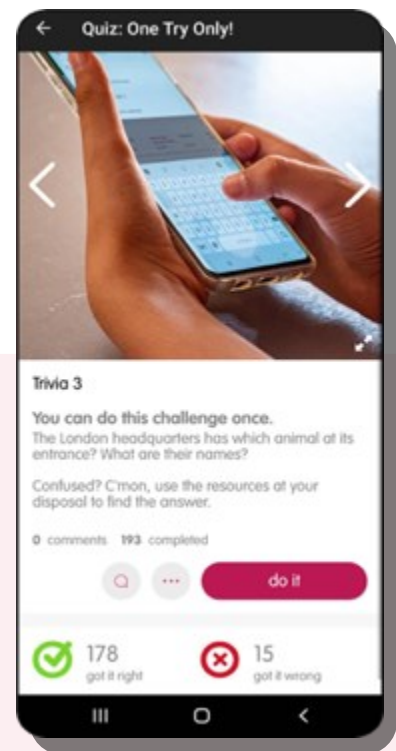 Quiz: One Try Only!
Trivia 3
You can do this challenge once.
The London headquarters has which animal at its
entrance? What are their names?
Confused? C'mon, use the resources at your
disposal to find the answer.
0 comments 193 completed
do it
178
got it right
15
got it wrong